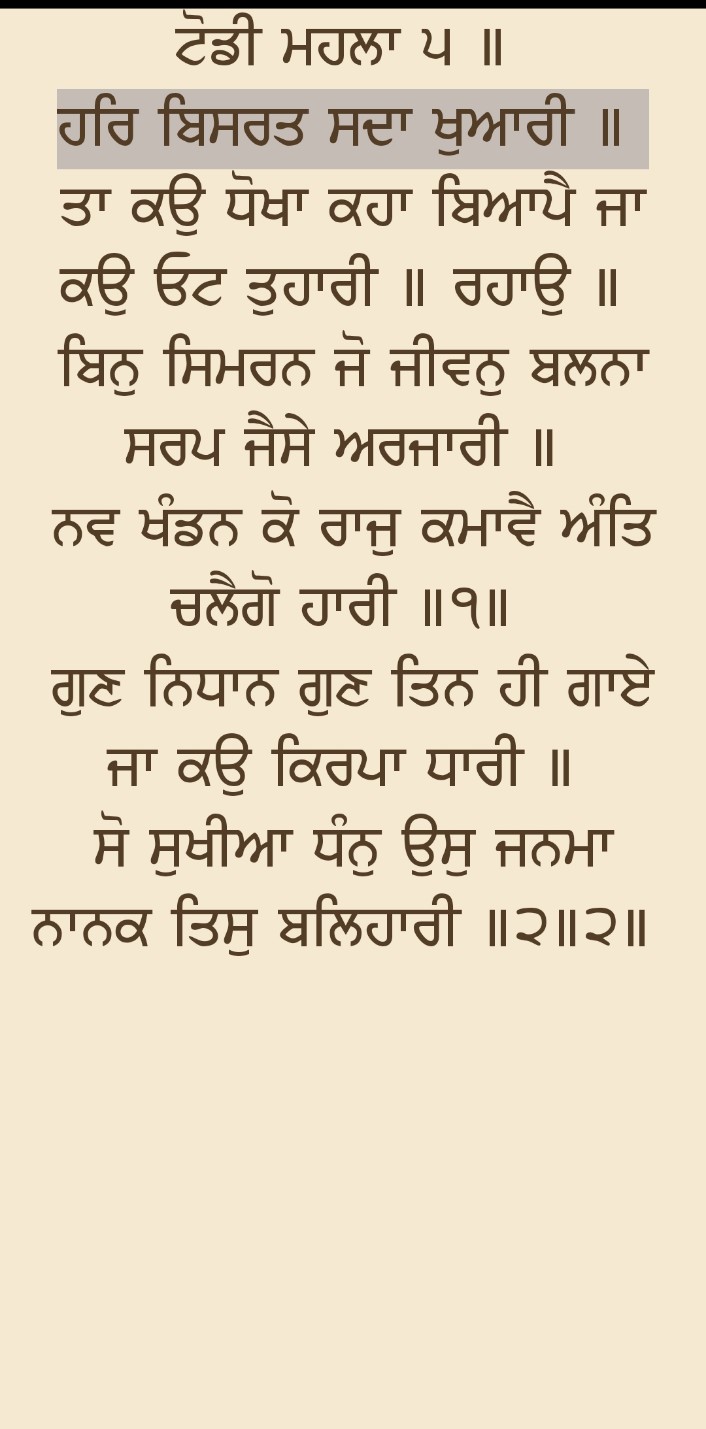 ਟੋਡੀ ਮਹਲਾ ੫ ॥
ਹਰਿ ਬਿਸਰਤ ਸਦਾ ਖੁਆਰੀ ॥
ਤਾ ਕਉ ਧੋਖਾ ਕਹਾ ਬਿਆਪੈ ਜਾ
ਕਉ ਓਟ ਤੁਹਾਰੀ ॥ ਰਹਾਉ ॥
ਬਿਨੁ ਸਿਮਰਨ ਜੋ ਜੀਵਨੁ ਬਲਨਾ
ਸਰਪ ਜੈਸੇ ਅਰਜਾਰੀ ॥
ਨਵ ਖੰਡਨ ਕੋ ਰਾਜੁ ਕਮਾਵੈ ਅੰਤਿ
ਚਲੈਗੋ ਹਾਰੀ ॥੧॥
ਗੁਣ ਨਿਧਾਨ ਗੁਣ ਤਿਨ ਹੀ ਗਾਏ
ਜਾ ਕਉ ਕਿਰਪਾ ਧਾਰੀ ॥
ਸੋ ਸੁਖੀਆ ਧੰਨੁ ਉਸੁ ਜਨਮਾ
ਨਾਨਕ ਤਿਸੁ ਬਲਿਹਾਰੀ ॥੨॥੨॥